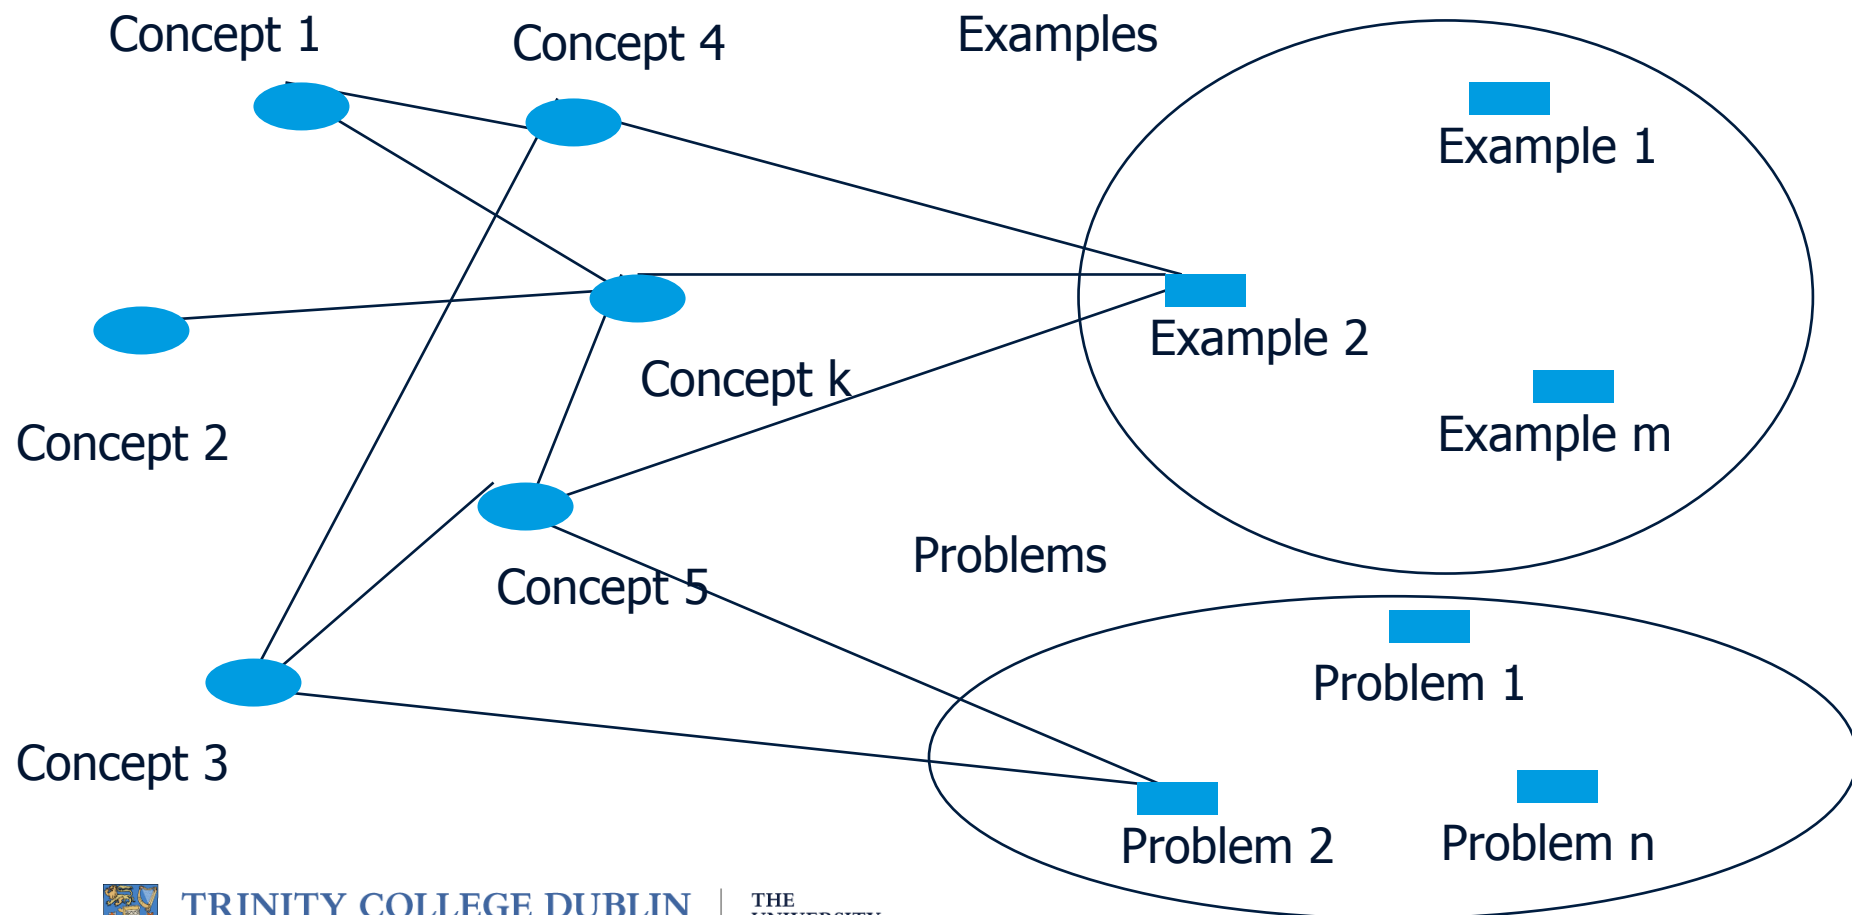 Concept 1
Concept 4
Examples
Example 1
Example 2
Concept k
Concept 2
Example m
Problems
Concept 5
Problem 1
Concept 3
Problem 2
Problem n
TRINITY COLLEGE DUBLIN
THE
UNIVERSITY